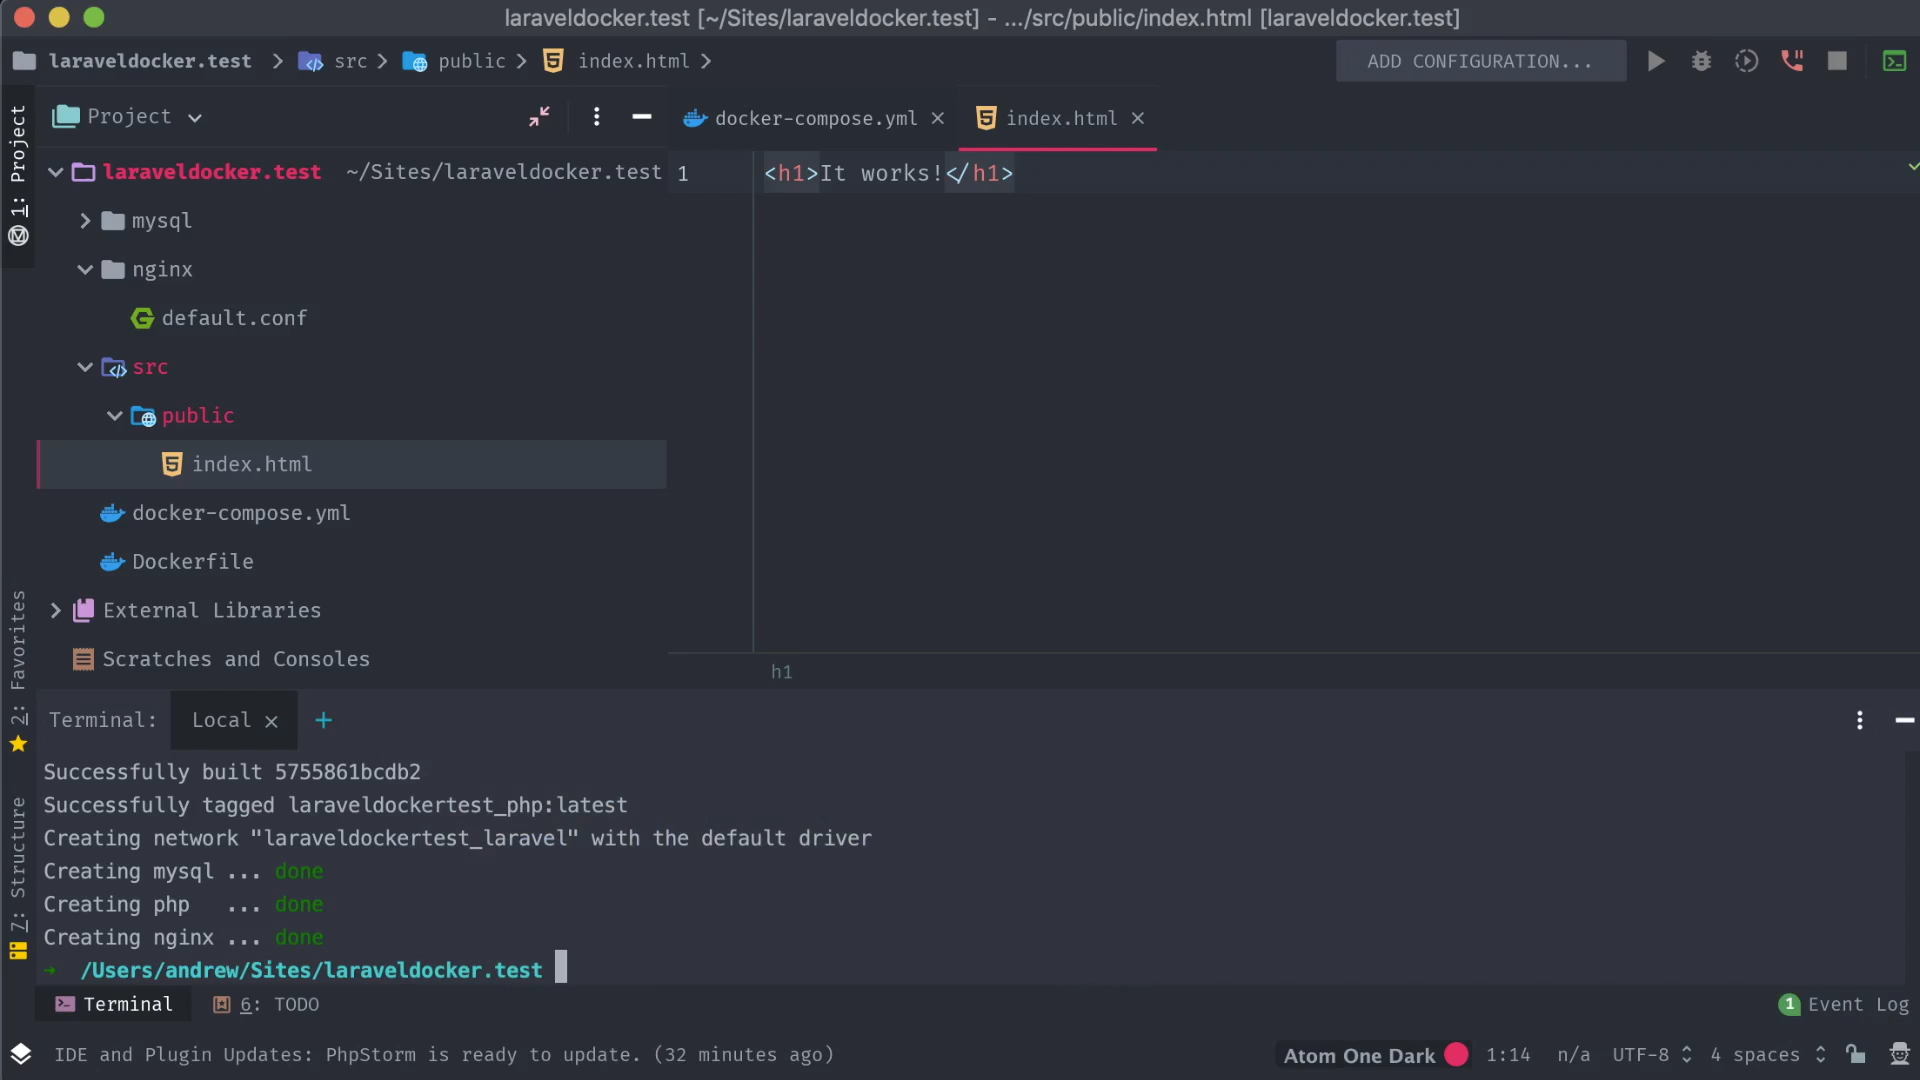 laraveldocker.test [~/Sites/laraveldocker.test] - .../src/public/index.html [laraveldocker.test]
laraveldocker.test > src > public > index.html >
ADD CONFIGURATION...
1: Project
Project
docker-compose.yml
index.html
laraveldocker.test ~/Sites/laraveldocker.test
1 <h1>It works!</h1>
mysql
nginx
default.conf
src
public
index.html
docker-compose.yml
Dockerfile
External Libraries
Scratches and Consoles
h1
2: Favorites
7: Structure
Terminal: Local +
Successfully built 5755861bcdb2
Successfully tagged laraveldockertest_php:latest
Creating network "laraveldockertest_laravel" with the default driver
Creating mysql ... done
Creating php   ... done
Creating nginx ... done
→ /Users/andrew/Sites/laraveldocker.test
Terminal
6: TODO
1 Event Log
IDE and Plugin Updates: PhpStorm is ready to update. (32 minutes ago)
Atom One Dark
1:14 n/a UTF-8 4 spaces